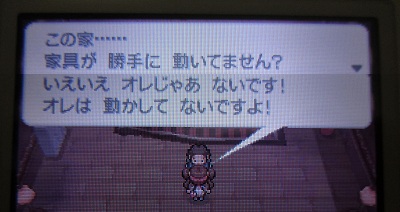 この家……
家具が 勝手に 動いてません?
いえいえ オレじゃあ ないです!
オレは 動かして ないですよ!